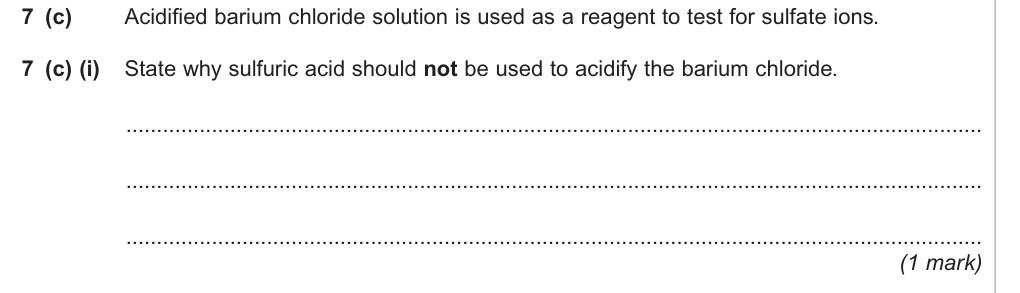 7 (c) Acidified barium chloride solution is used as a reagent to test for sulfate ions.
7 (c) (i) State why sulfuric acid should not be used to acidify the barium chloride.
................................................................................
................................................................................
................................................................................
(1 mark)